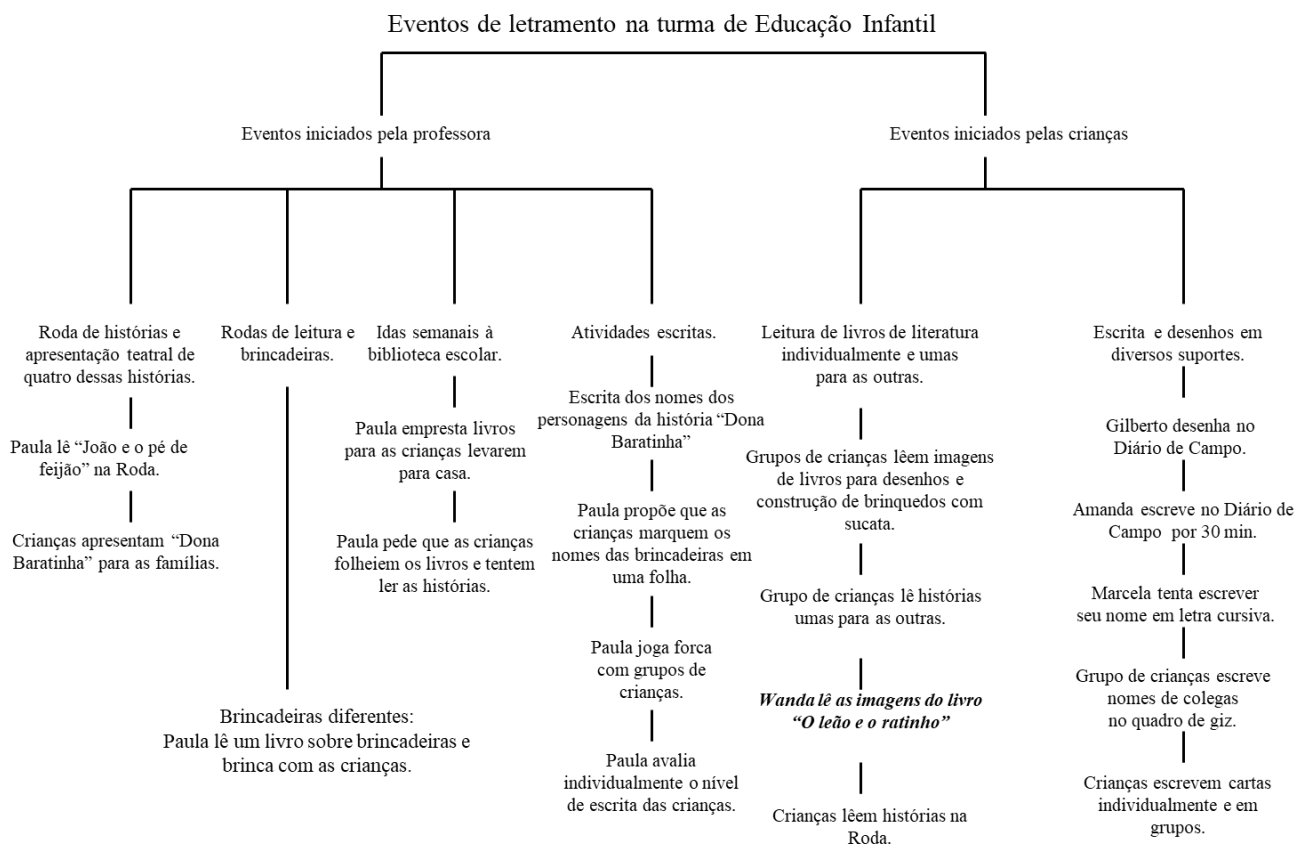 Eventos de letramento na turma de Educação Infantil
Eventos iniciados pela professora
Eventos iniciados pelas crianças
Roda de histórias e
apresentação teatral de
quatro dessas histórias.
Paula lê “João e o pé de
feijão” na Roda.
Crianças apresentam “Dona
Baratinha” para as famílias.
Rodas de leitura e
brincadeiras.
Brincadeiras diferentes:
Paula lê um livro sobre brincadeiras e
brinca com as crianças.
Idas semanais à
biblioteca escolar.
Paula empresta livros
para as crianças levarem
para casa.
Paula pede que as crianças
folheiem os livros e tentem
ler as histórias.
Atividades escritas.
Escrita dos nomes dos
personagens da história “Dona
Baratinha”
Paula propõe que as
crianças marquem os
nomes das brincadeiras em
uma folha.
Paula joga forca
com grupos de
crianças.
Paula avalia
individualmente o nível
de escrita das crianças.
Leitura de livros de literatura
individualmente e umas
para as outras.
Grupos de crianças lêem imagens
de livros para desenhos e
construção de brinquedos com
sucata.
Grupo de crianças lê histórias
umas para as outras.
Wanda lê as imagens do livro
“O leão e o ratinho”
Crianças lêem histórias na
Roda.
Escrita e desenhos em
diversos suportes.
Gilberto desenha no
Diário de Campo.
Amanda escreve no Diário de
Campo por 30 min.
Marcela tenta escrever
seu nome em letra cursiva.
Grupo de crianças escreve
nomes de colegas
no quadro de giz.
Crianças escrevem cartas
individualmente e em
grupos.